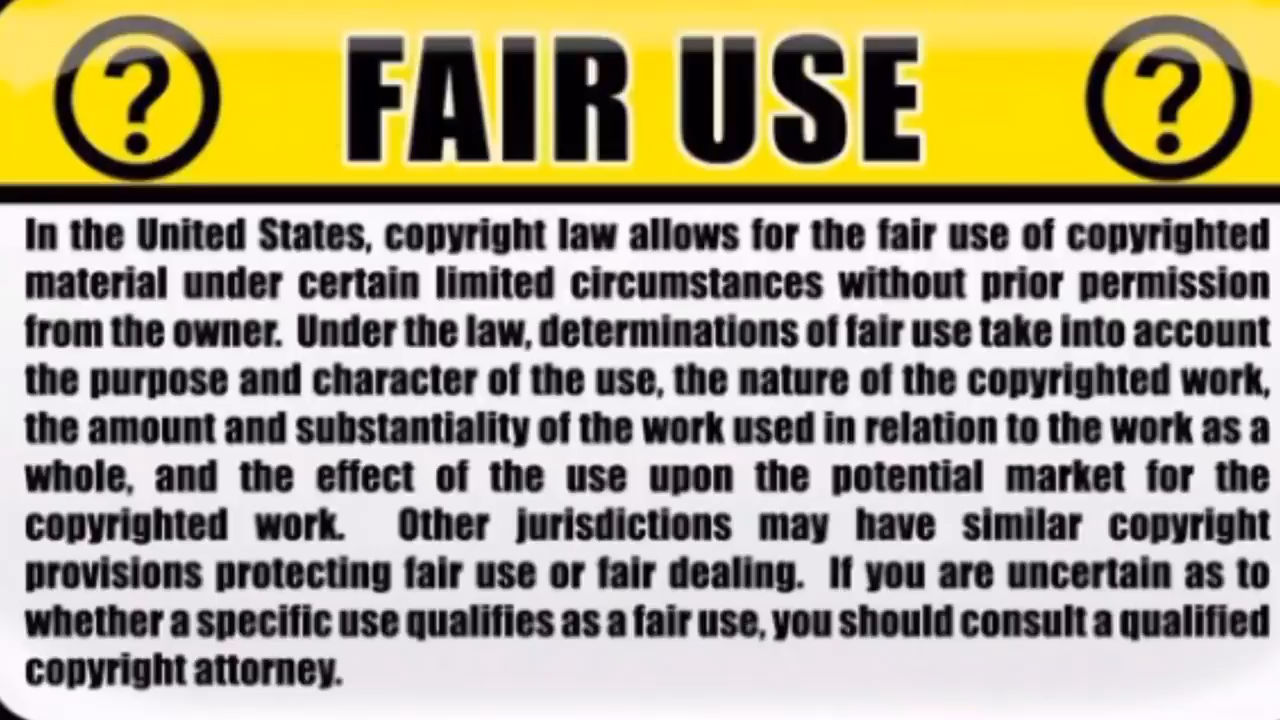 ? FAIR USE ?
In the United States, copyright law allows for the fair use of copyrighted
material under certain limited circumstances without prior permission
from the owner. Under the law, determinations of fair use take into account
the purpose and character of the use, the nature of the copyrighted work,
the amount and substantiality of the work used in relation to the work as a
whole, and the effect of the use upon the potential market for the
copyrighted work. Other jurisdictions may have similar copyright
provisions protecting fair use or fair dealing. If you are uncertain as to
whether a specific use qualifies as a fair use, you should consult a qualified
copyright attorney.